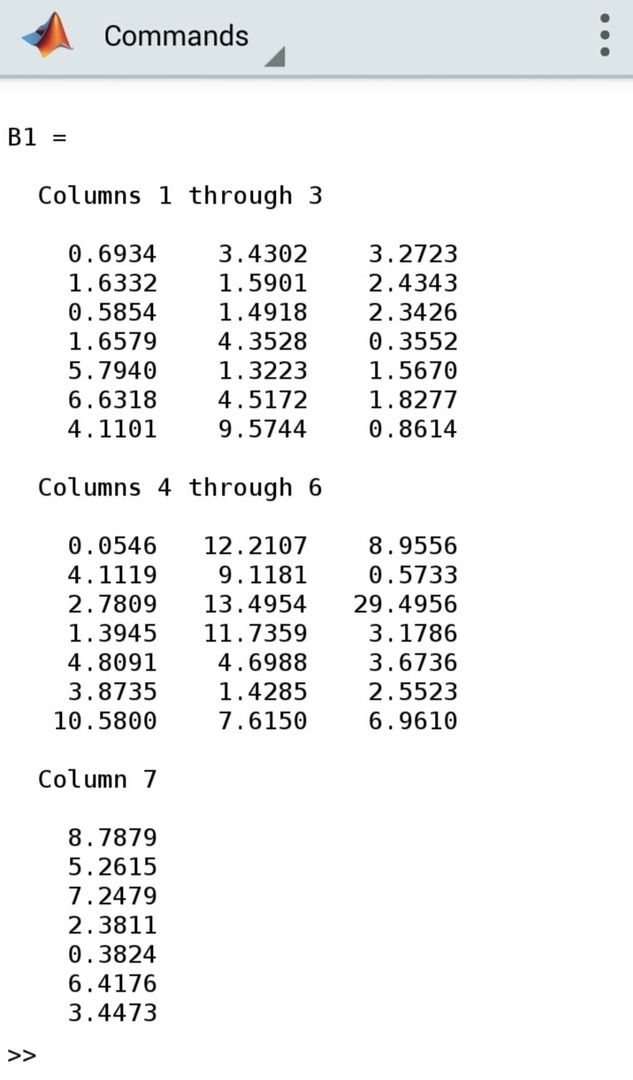 Commands
B1 =
Columns 1 through 3
0.6934 3.4302 3.2723
1.6332 1.5901 2.4343
0.5854 1.4918 2.3426
1.6579 4.3528 0.3552
5.7940 1.3223 1.5670
6.6318 4.5172 1.8277
4.1101 9.5744 0.8614
Columns 4 through 6
0.0546 12.2107 8.9556
4.1119 9.1181 0.5733
2.7809 13.4954 29.4956
1.3945 11.7359 3.1786
4.8091 4.6988 3.6736
3.8735 1.4285 2.5523
10.5800 7.6150 6.9610
Column 7
8.7879
5.2615
7.2479
2.3811
0.3824
6.4176
3.4473
>>